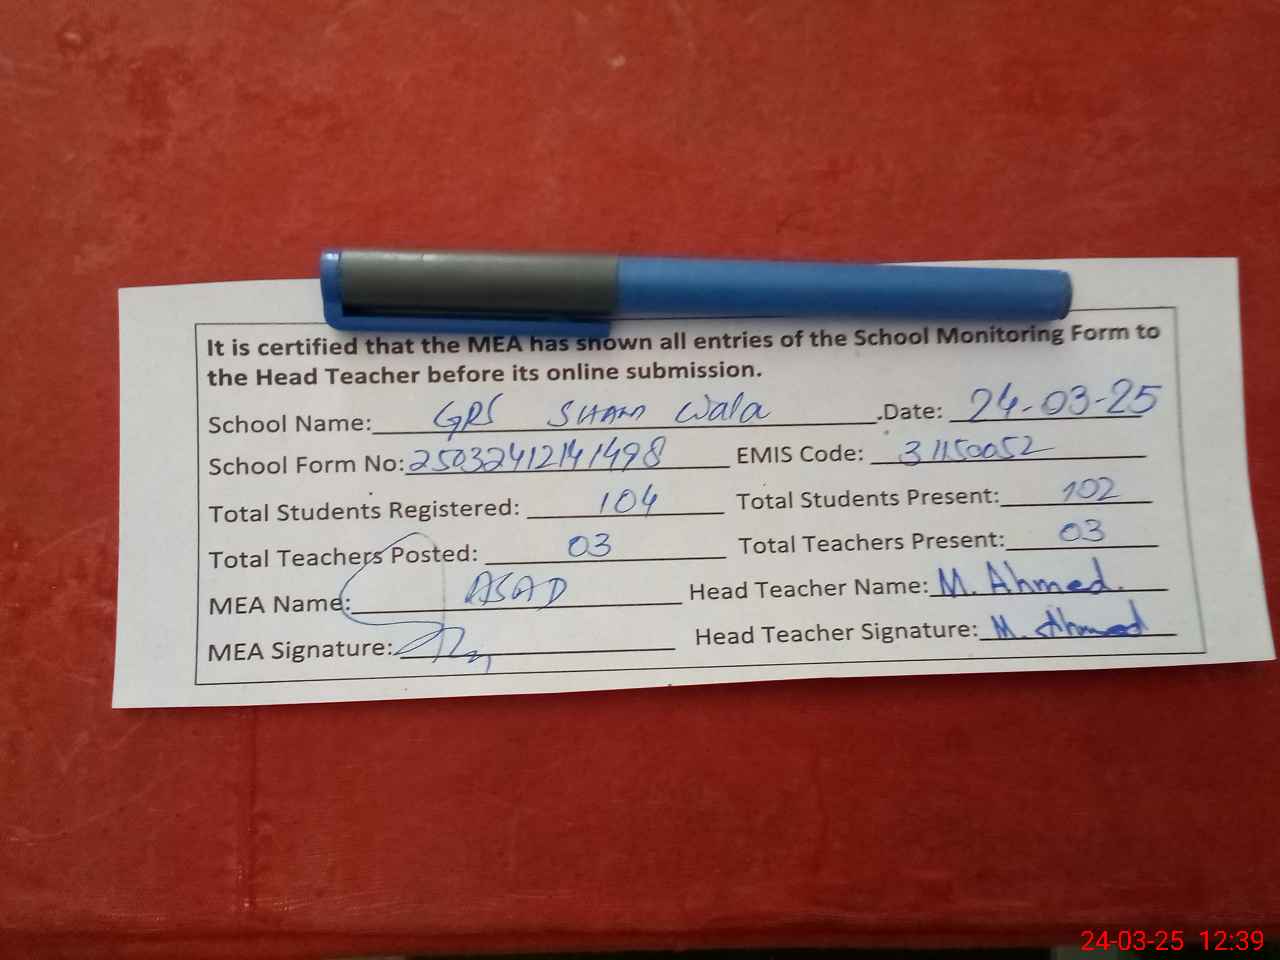 It is certified that the MEA has shown all entries of the School Monitoring Form to
the Head Teacher before its online submission.
School Name: GPS SHAM Wala .Date: 24-03-25
School Form No: 25032412141498 EMIS Code: 31150052
Total Students Registered: 104 Total Students Present: 102
Total Teachers Posted: 03 Total Teachers Present: 03
MEA Name: ASAD Head Teacher Name: M. Ahmed.
MEA Signature: Head Teacher Signature: M. Ahmed
24-03-25 12:39